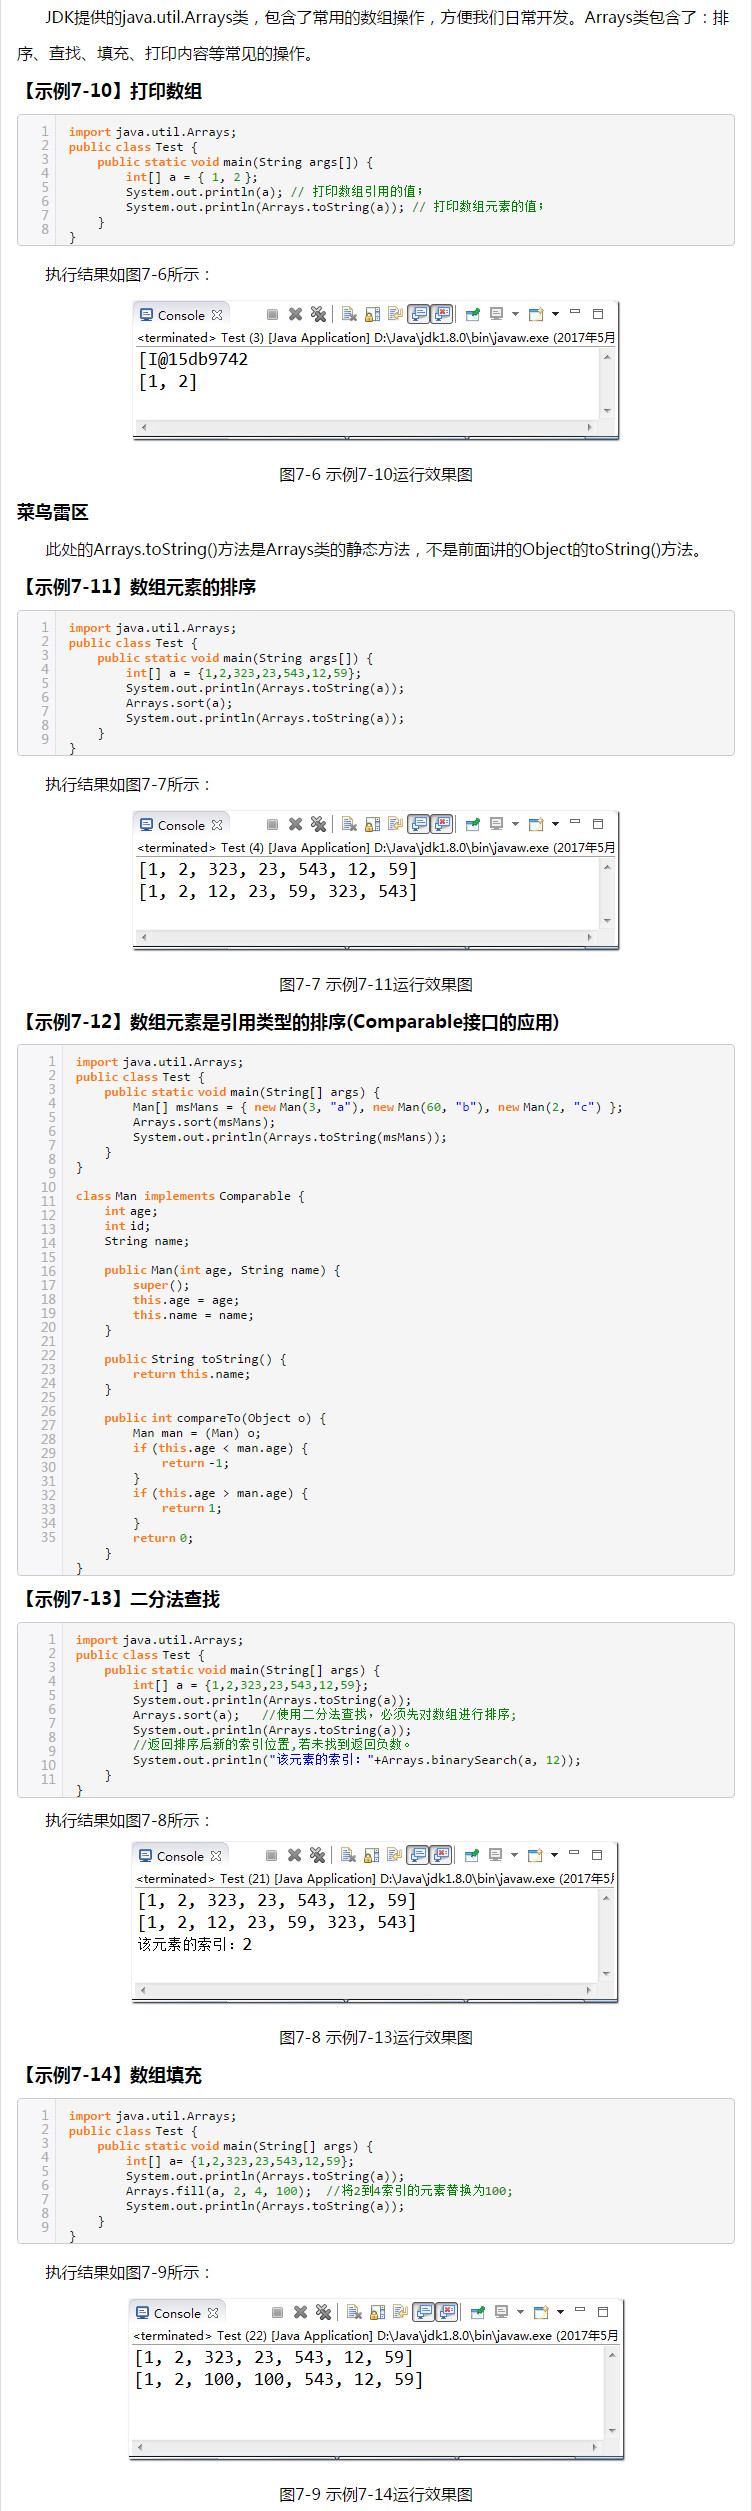 JDK提供的java.util.Arrays类，包含了常用的数组操作，方便我们日常开发。Arrays类包含了：排
序、查找、填充、打印内容等常见的操作。
【示例7-10】打印数组
1 import java.util.Arrays;
2 public class Test {
3     public static void main(String args[]) {
4         int[] a = { 1, 2 };
5         System.out.println(a); // 打印数组引用的值;
6         System.out.println(Arrays.toString(a)); // 打印数组元素的值;
7     }
8 }
执行结果如图7-6所示：
Console
<terminated> Test (3) [Java Application] D:\Java\jdk1.8.0\bin\javaw.exe (2017年5月
[I@15db9742
[1, 2]
图7-6 示例7-10运行效果图
菜鸟雷区
此处的Arrays.toString()方法是Arrays类的静态方法，不是前面讲的Object的toString()方法。
【示例7-11】数组元素的排序
1 import java.util.Arrays;
2 public class Test {
3     public static void main(String args[]) {
4         int[] a = {1,2,323,23,543,12,59};
5         System.out.println(Arrays.toString(a));
6         Arrays.sort(a);
7         System.out.println(Arrays.toString(a));
8     }
9 }
执行结果如图7-7所示：
Console
<terminated> Test (4) [Java Application] D:\Java\jdk1.8.0\bin\javaw.exe (2017年5月
[1, 2, 323, 23, 543, 12, 59]
[1, 2, 12, 23, 59, 323, 543]
图7-7 示例7-11运行效果图
【示例7-12】数组元素是引用类型的排序(Comparable接口的应用)
1 import java.util.Arrays;
2 public class Test {
3     public static void main(String[] args) {
4         Man[] msMans = { new Man(3, "a"), new Man(60, "b"), new Man(2, "c") };
5         Arrays.sort(msMans);
6         System.out.println(Arrays.toString(msMans));
7     }
8 }
9
10 class Man implements Comparable {
11     int age;
12     int id;
13     String name;
14
15     public Man(int age, String name) {
16         super();
17         this.age = age;
18         this.name = name;
19     }
20
21     public String toString() {
22         return this.name;
23     }
24
25     public int compareTo(Object o) {
26         Man man = (Man) o;
27         if (this.age < man.age) {
28             return -1;
29         }
30         if (this.age > man.age) {
31             return 1;
32         }
33         return 0;
34     }
35 }
【示例7-13】二分法查找
1 import java.util.Arrays;
2 public class Test {
3     public static void main(String[] args) {
4         int[] a = {1,2,323,23,543,12,59};
5         System.out.println(Arrays.toString(a));
6         Arrays.sort(a);   //使用二分法查找，必须先对数组进行排序;
7         System.out.println(Arrays.toString(a));
8         //返回排序后新的索引位置,若未找到返回负数。
9         System.out.println("该元素的索引："+Arrays.binarySearch(a, 12));
10     }
11 }
执行结果如图7-8所示：
Console
<terminated> Test (21) [Java Application] D:\Java\jdk1.8.0\bin\javaw.exe (2017年5月
[1, 2, 323, 23, 543, 12, 59]
[1, 2, 12, 23, 59, 323, 543]
该元素的索引：2
图7-8 示例7-13运行效果图
【示例7-14】数组填充
1 import java.util.Arrays;
2 public class Test {
3     public static void main(String[] args) {
4         int[] a= {1,2,323,23,543,12,59};
5         System.out.println(Arrays.toString(a));
6         Arrays.fill(a, 2, 4, 100);  //将2到4索引的元素替换为100;
7         System.out.println(Arrays.toString(a));
8     }
9 }
执行结果如图7-9所示：
Console
<terminated> Test (22) [Java Application] D:\Java\jdk1.8.0\bin\javaw.exe (2017年5月
[1, 2, 323, 23, 543, 12, 59]
[1, 2, 100, 100, 543, 12, 59]
图7-9 示例7-14运行效果图